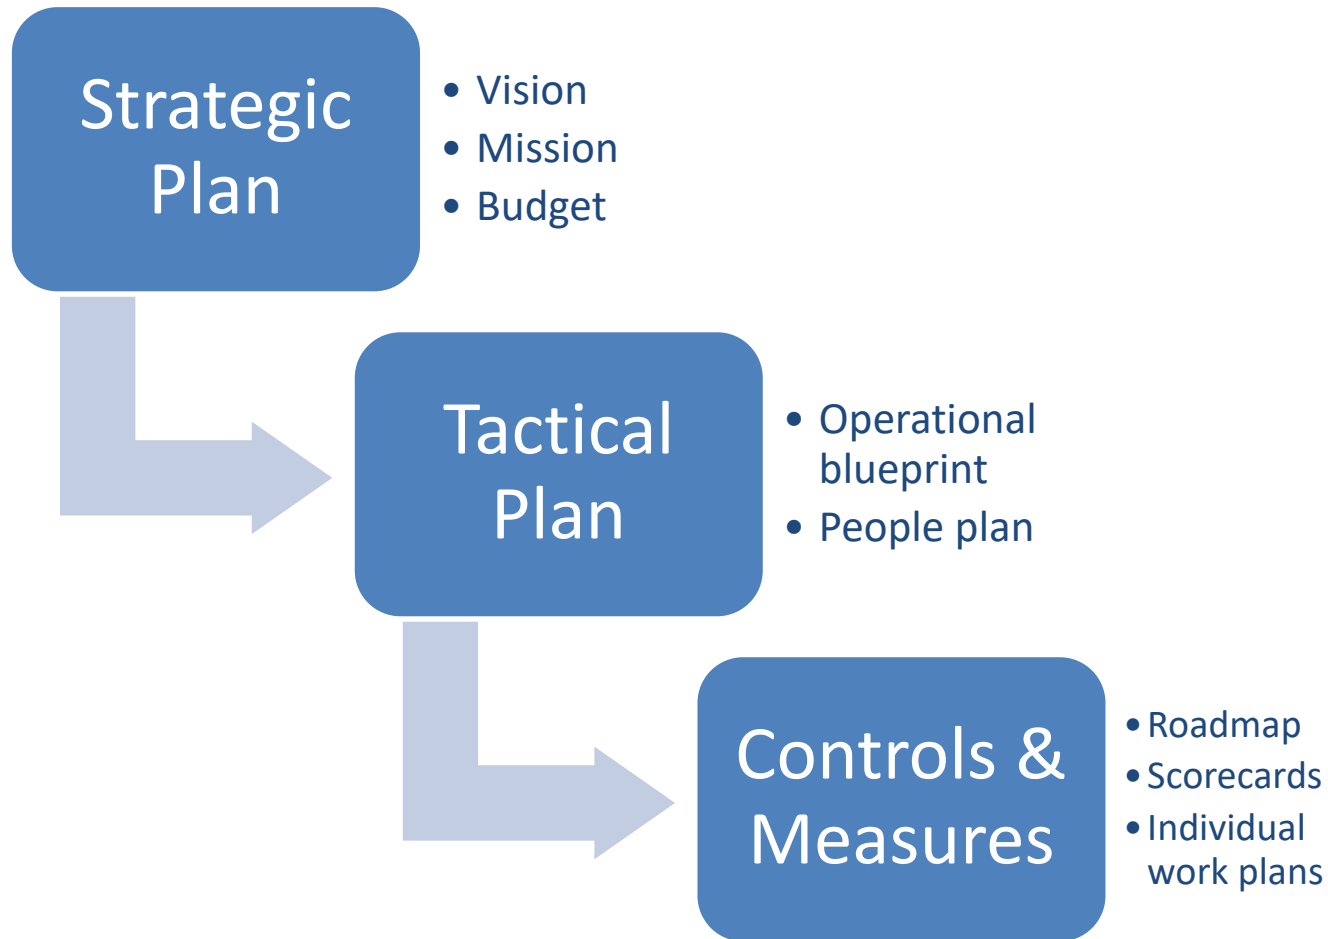 Strategic
Plan
• Vision
• Mission
• Budget
Tactical
Plan
• Operational
blueprint
• People plan
Controls &
Measures
• Roadmap
• Scorecards
• Individual
work plans